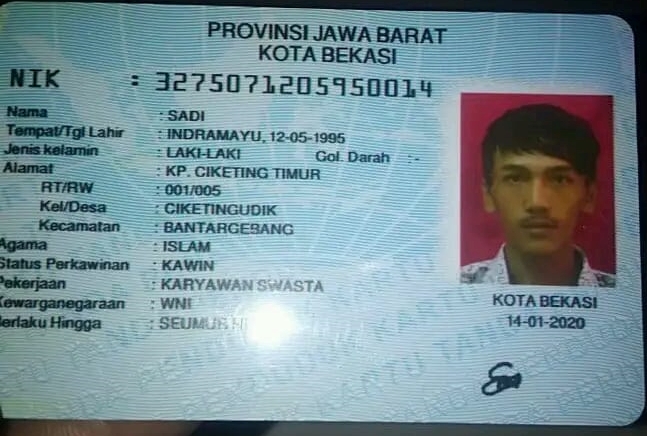 PROVINSI JAWA BARAT
KOTA BEKASI
NIK : 3275071205950014
Nama : SADI
Tempat/Tgl Lahir : INDRAMAYU, 12-05-1995
Jenis kelamin : LAKI-LAKI Gol. Darah : -
Alamat : KP. CIKETING TIMUR
RT/RW : 001/005
Kel/Desa : CIKETINGUDIK
Kecamatan : BANTARGEBANG
Agama : ISLAM
Status Perkawinan : KAWIN
Pekerjaan : KARYAWAN SWASTA
Kewarganegaraan : WNI
Berlaku Hingga : SEUMUR
KOTA BEKASI
14-01-2020